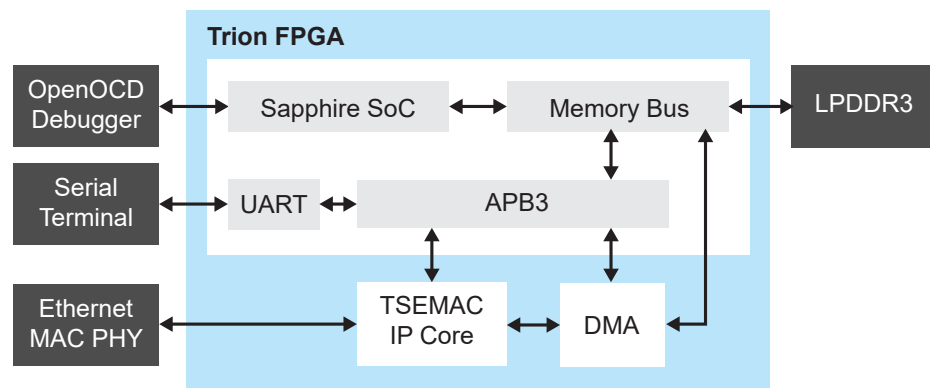 Trion FPGA
OpenOCD
Debugger
Sapphire SoC
Memory Bus
LPDDR3
Serial
Terminal
UART
APB3
Ethernet
MAC PHY
TSEMAC
IP Core
DMA